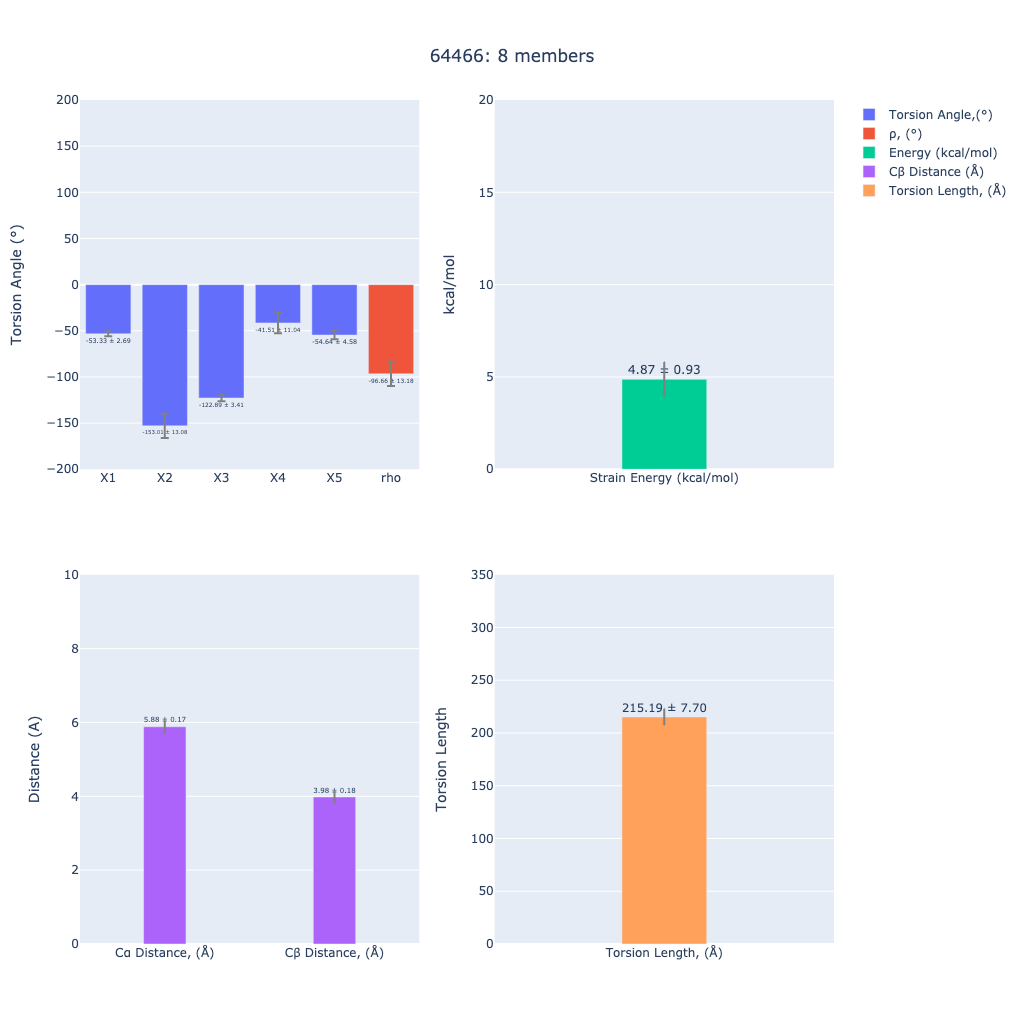 64466: 8 members
200
150
100
50
0
−50
−100
−150
−200
Torsion Angle (°)
-53.33 ± 2.69
-153.01 ± 13.08
-122.89 ± 3.41
-41.51 ± 11.04
-54.64 ± 4.58
-96.66 ± 13.18
X1 X2 X3 X4 X5 rho
20
15
10
5
0
kcal/mol
4.87 ± 0.93
Strain Energy (kcal/mol)
Torsion Angle,(°)
ρ, (°)
Energy (kcal/mol)
Cβ Distance (Å)
Torsion Length, (Å)
10
8
6
4
2
0
Distance (A)
5.88 ± 0.17
3.98 ± 0.18
Cα Distance, (Å) Cβ Distance, (Å)
350
300
250
200
150
100
50
0
Torsion Length
215.19 ± 7.70
Torsion Length, (Å)